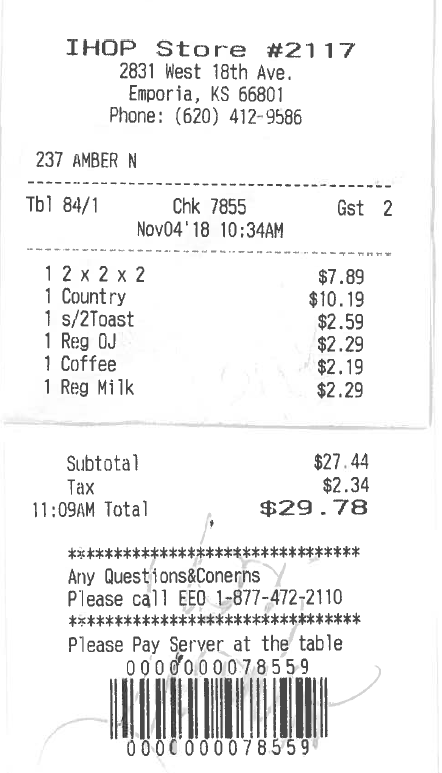 IHOP Store #2117
2831 West 18th Ave.
Emporia, KS 66801
Phone: (620) 412-9586
237 AMBER N
Tbl 84/1 Chk 7855 Gst 2
Nov04'18 10:34AM
1 2 x 2 x 2 $7.89
1 Country $10.19
1 s/2Toast $2.59
1 Reg OJ $2.29
1 Coffee $2.19
1 Reg Milk $2.29
Subtotal $27.44
Tax $2.34
11:09AM Total $29.78
********************************
Any Questions&Conerns
Please call EEO 1-877-472-2110
********************************
Please Pay Server at the table
0000000078559
0000000078559